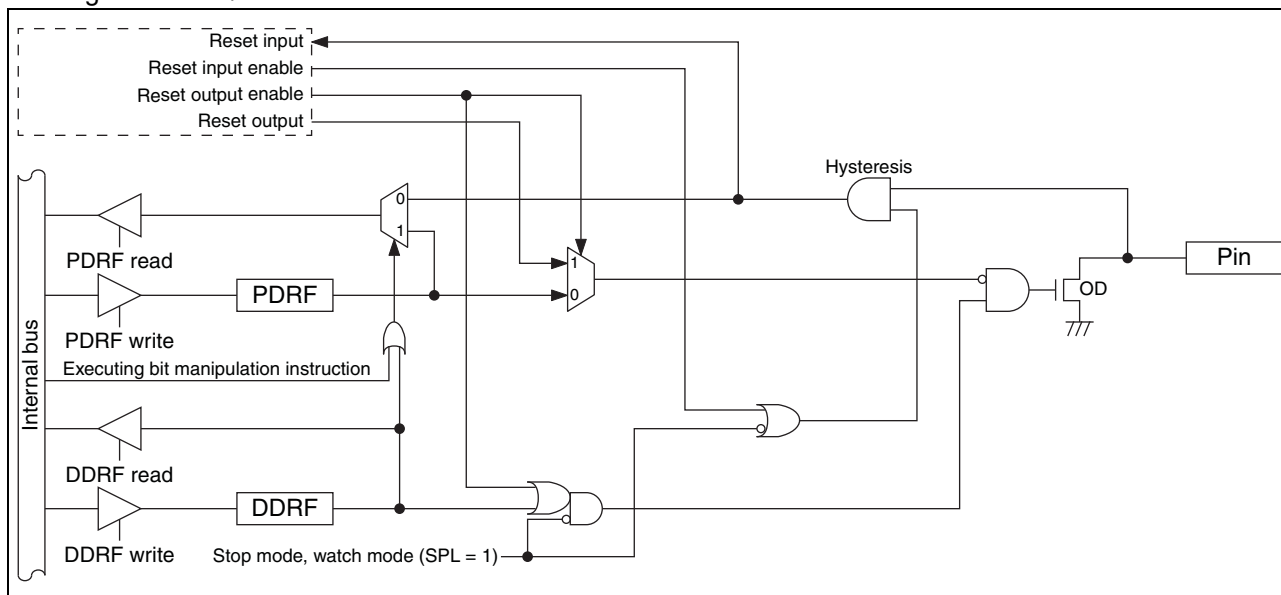 Reset input
Reset input enable
Reset output enable
Reset output
Hysteresis
0
1
PDRF read
1
0
Pin
OD
PDRF
PDRF write
Internal bus
Executing bit manipulation instruction
DDRF read
DDRF
DDRF write
Stop mode, watch mode (SPL = 1)